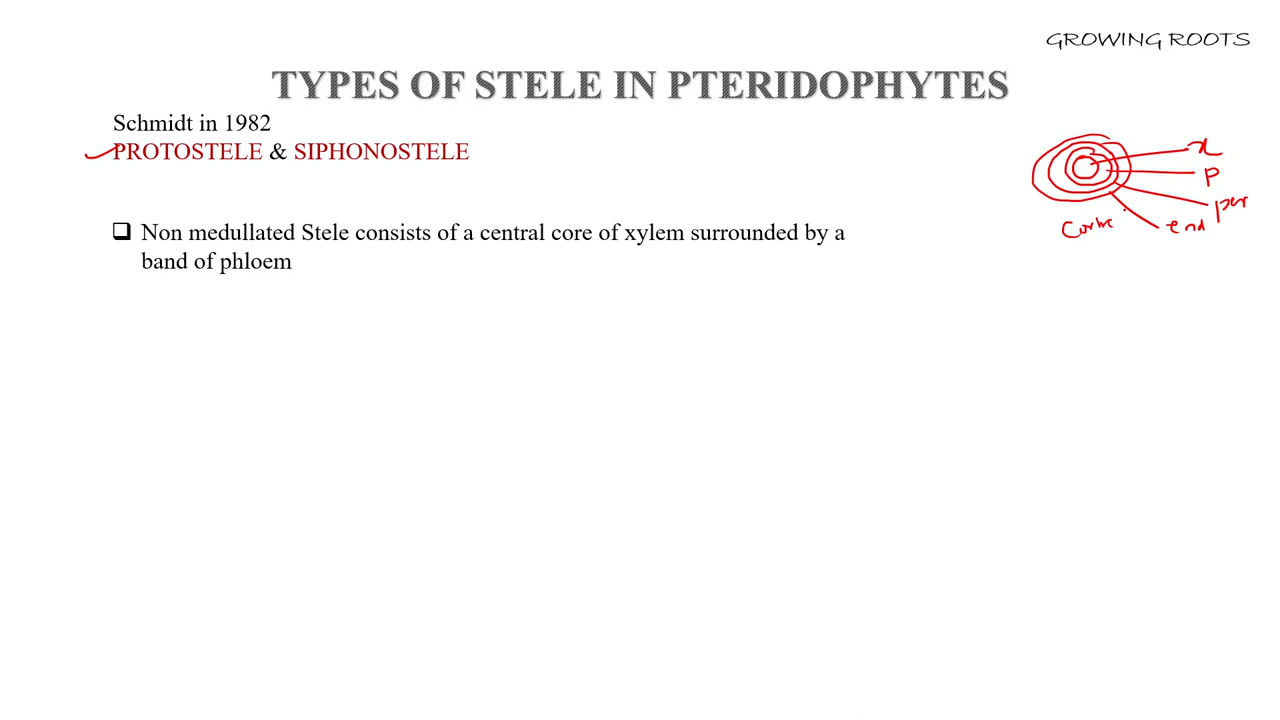 GROWING ROOTS
TYPES OF STELE IN PTERIDOPHYTES
Schmidt in 1982
PROTOSTELE & SIPHONOSTELE
x
P
per
end
❑ Non medullated Stele consists of a central core of xylem surrounded by a
band of phloem